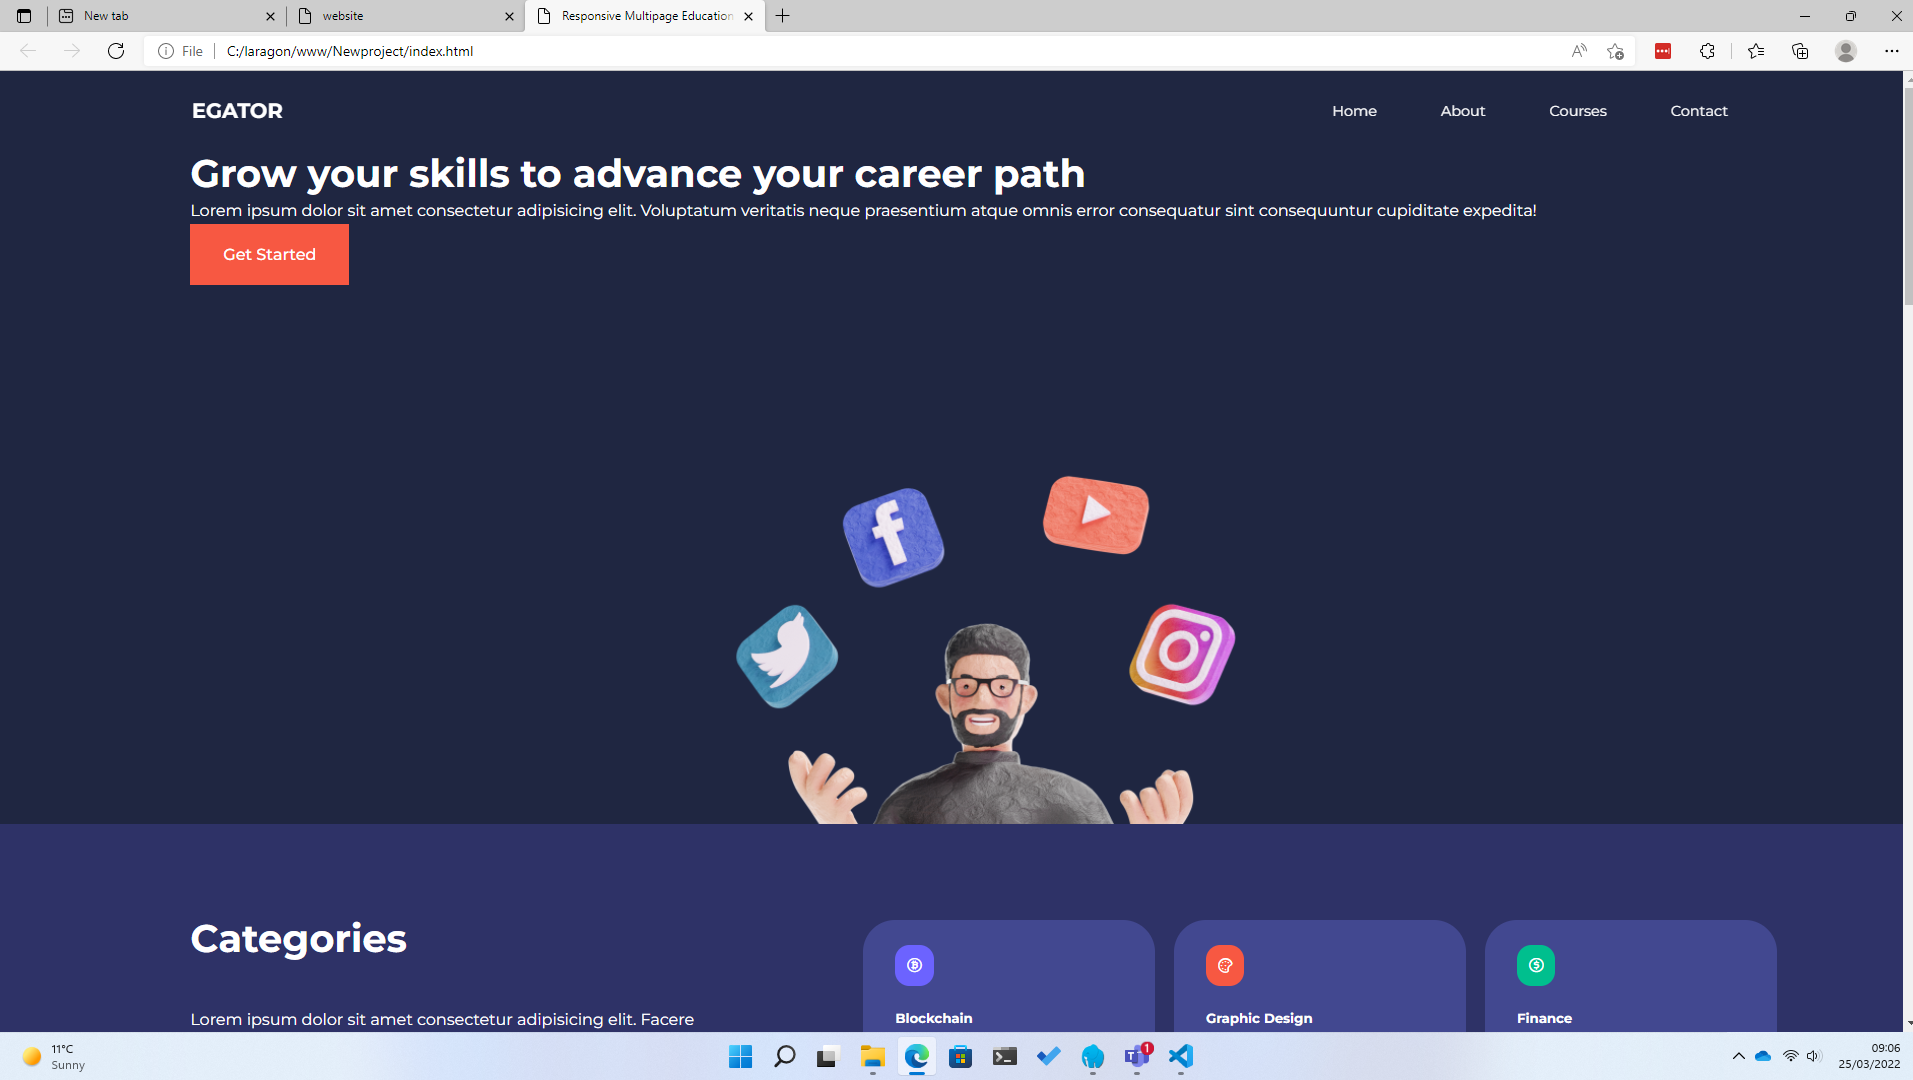 New tab
website
Responsive Multipage Education
File
C:/laragon/www/Newproject/index.html
EGATOR
Home
About
Courses
Contact
Grow your skills to advance your career path
Lorem ipsum dolor sit amet consectetur adipisicing elit. Voluptatum veritatis neque praesentium atque omnis error consequatur sint consequuntur cupiditate expedita!
Get Started
Categories
Lorem ipsum dolor sit amet consectetur adipisicing elit. Facere
Blockchain
Graphic Design
Finance
11°C
Sunny
1
09:06
25/03/2022